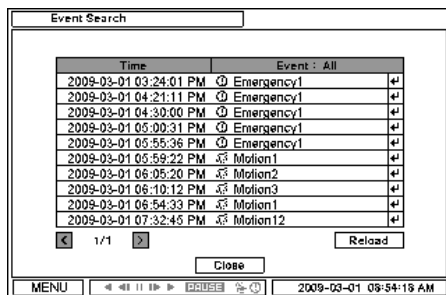 Event Search
Time Event : All
2009-03-01 03:24:01 PM Emergency1
2009-03-01 04:21:11 PM Emergency1
2009-03-01 04:30:00 PM Emergency1
2009-03-01 05:00:31 PM Emergency1
2009-03-01 05:55:36 PM Emergency1
2009-03-01 05:59:22 PM Motion1
2009-03-01 06:05:20 PM Motion2
2009-03-01 06:10:12 PM Motion3
2009-03-01 06:54:33 PM Motion1
2009-03-01 07:32:45 PM Motion12
< 1/1 > Reload
Close
MENU PAUSE 2009-03-01 08:54:18 AM